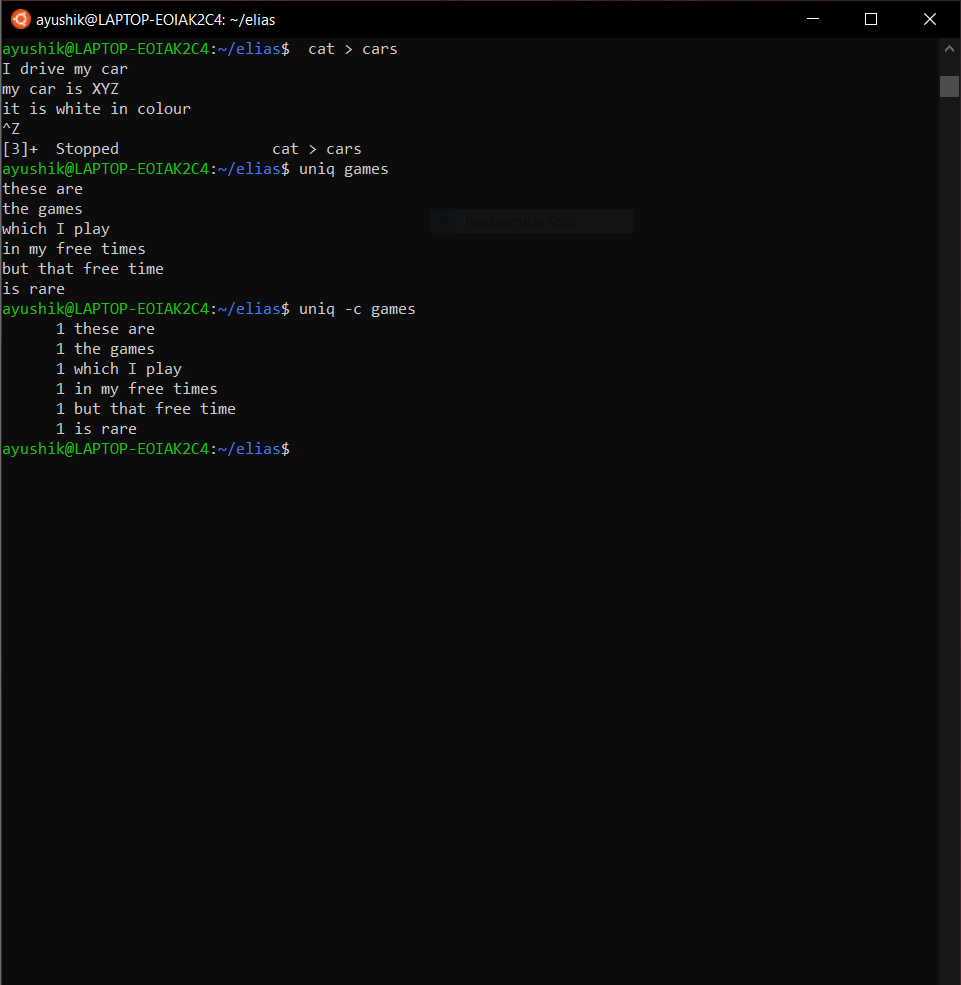 ayushik@LAPTOP-EOIAK2C4: ~/elias
ayushik@LAPTOP-EOIAK2C4:~/elias$  cat > cars
I drive my car
my car is XYZ
it is white in colour
^Z
[3]+  Stopped                 cat > cars
ayushik@LAPTOP-EOIAK2C4:~/elias$ uniq games
these are
the games
which I play
Rectangular Snip
in my free times
but that free time
is rare
ayushik@LAPTOP-EOIAK2C4:~/elias$ uniq -c games
      1 these are
      1 the games
      1 which I play
      1 in my free times
      1 but that free time
      1 is rare
ayushik@LAPTOP-EOIAK2C4:~/elias$